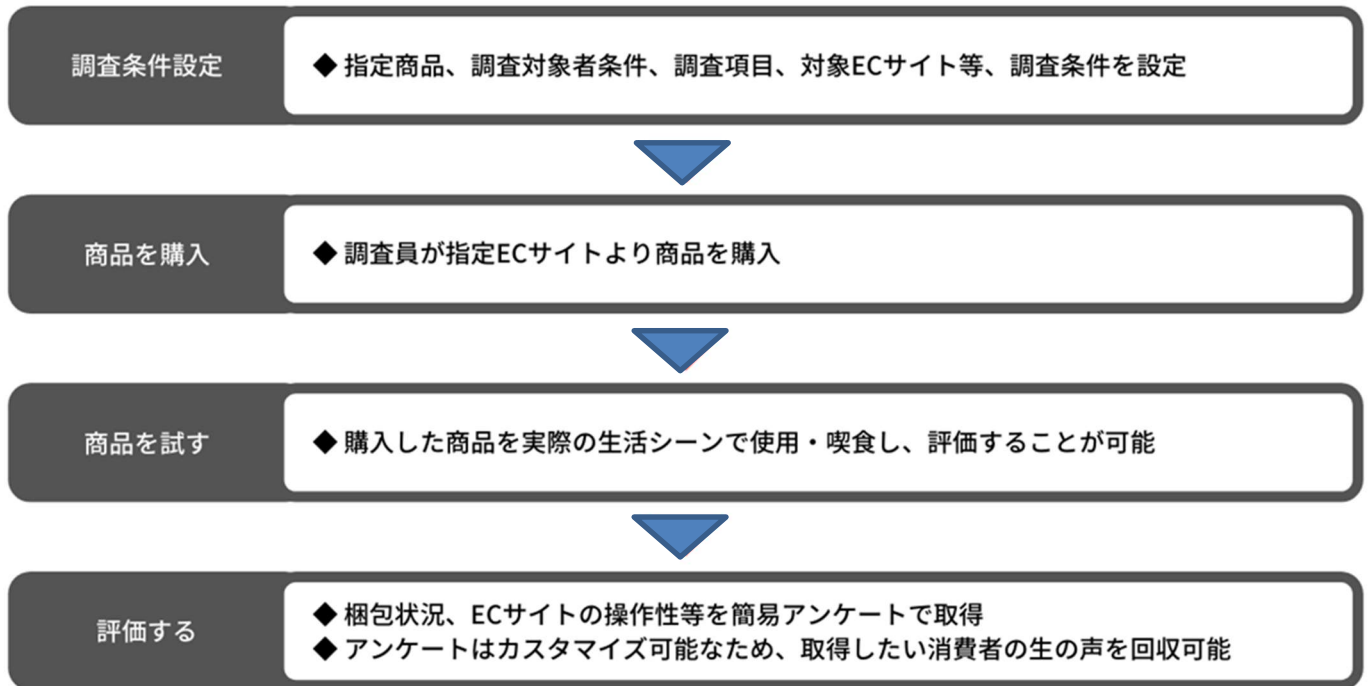 調査条件設定
◆ 指定商品、調査対象者条件、調査項目、対象ECサイト等、調査条件を設定
商品を購入
◆ 調査員が指定ECサイトより商品を購入
商品を試す
◆ 購入した商品を実際の生活シーンで使用・喫食し、評価することが可能
評価する
◆ 梱包状況、ECサイトの操作性等を簡易アンケートで取得
◆ アンケートはカスタマイズ可能なため、取得したい消費者の生の声を回収可能